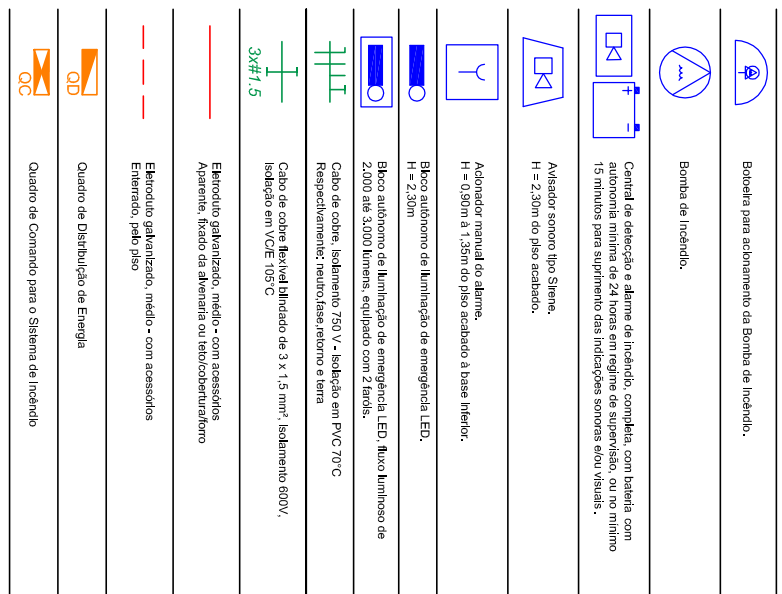 Botoeira para acionamento da Bomba de Incêndio.
Bomba de Incêndio.
Central de detecção e alarme de incêndio, completa, com bateria com
autonomia mínima de 24 horas em regime de supervisão, ou no mínimo
15 minutos para suprimento das indicações sonoras e/ou visuais.
Avisador sonoro tipo Sirene.
H = 2,30m do piso acabado.
Acionador manual do alarme.
H = 0,90m à 1,35m do piso acabado à base inferior.
Bloco autônomo de iluminação de emergência LED.
H = 2,30m
Bloco autônomo de iluminação de emergência LED, fluxo luminoso de
2.000 até 3.000 lúmens, equipado com 2 faróis.
Cabo de cobre, isolamento 750 V - isolação em PVC 70°C
Respectivamente: neutro,fase,retorno e terra
3x#1.5
Cabo de cobre flexível blindado de 3 x 1,5 mm², isolamento 600V,
isolação em VC/E 105°C
Eletroduto galvanizado, médio - com acessórios
Aparente, fixado da alvenaria ou teto/cobertura/forro
Eletroduto galvanizado, médio - com acessórios
Enterrado, pelo piso
QD
Quadro de Distribuição de Energia
QC
Quadro de Comando para o Sistema de Incêndio